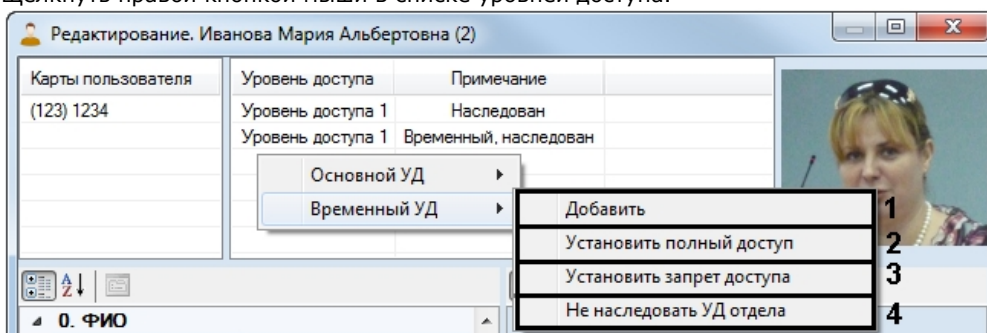 щелкнуть правой кнопкой мыши в списке уровней доступа.
Редактирование. Иванова Мария Альбертовна (2)
Карты пользователя Уровень доступа Примечание
(123) 1234 Уровень доступа 1 Наследован
Уровень доступа 1 Временный, наследован
Основной УД
Временный УД
Добавить 1
Установить полный доступ 2
Установить запрет доступа 3
Не наследовать УД отдела 4
0. ФИО